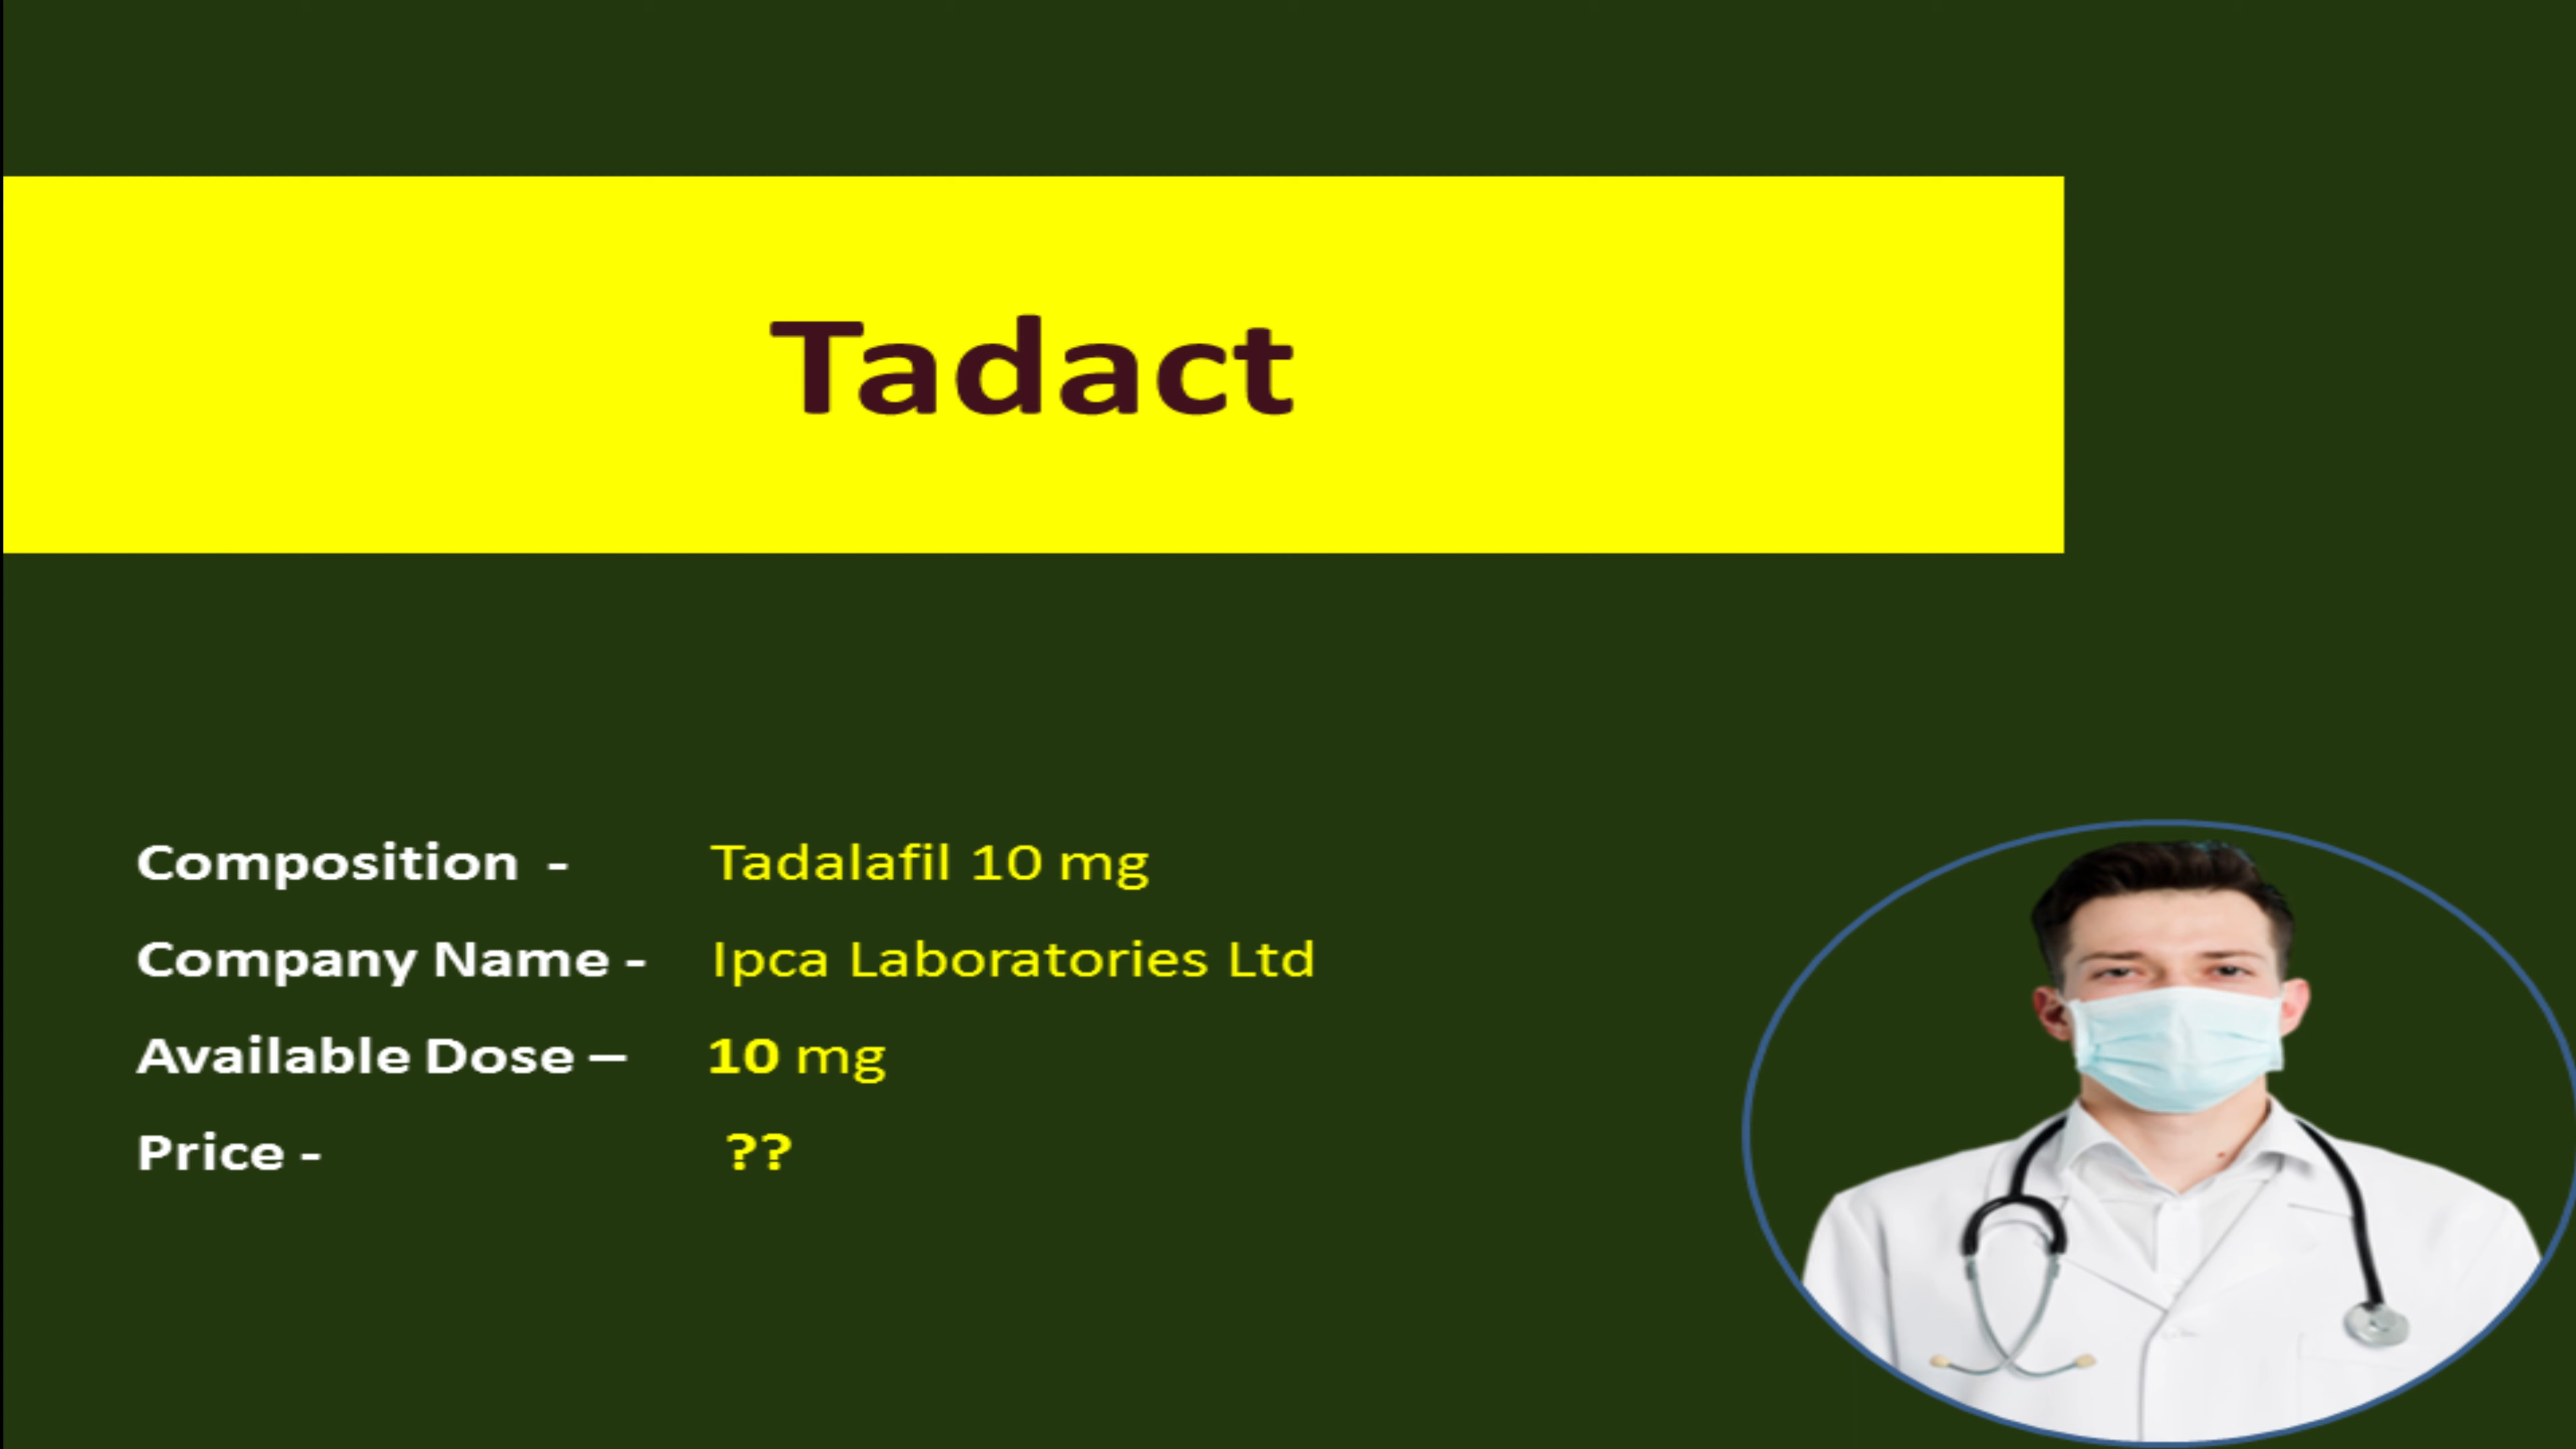 Tadact
Composition - Tadalafil 10 mg
Company Name - Ipca Laboratories Ltd
Available Dose – 10 mg
Price - ??